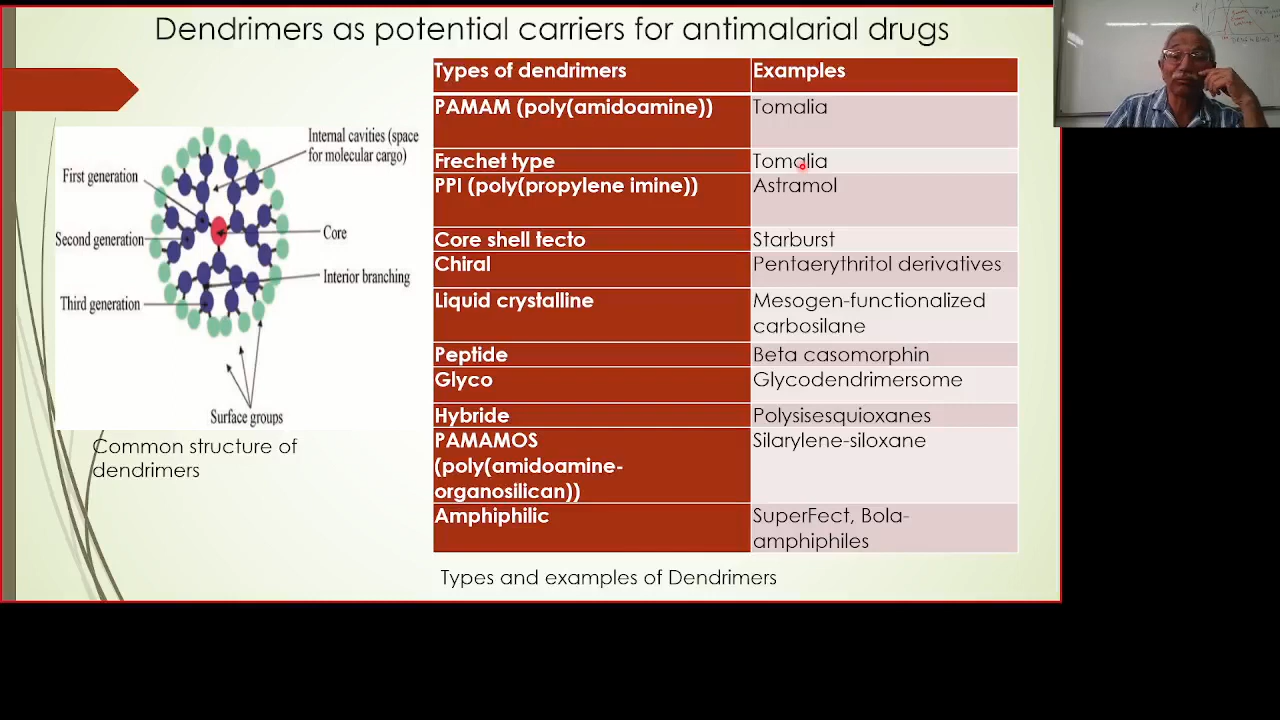 Dendrimers as potential carriers for antimalarial drugs
Internal cavities (space
for molecular cargo)
First generation
Second generation
Core
Interior branching
Third generation
Surface groups
Common structure of
dendrimers
Types of dendrimers Examples
PAMAM (poly(amidoamine)) Tomalia
Frechet type Tomalia
PPI (poly(propylene imine)) Astramol
Core shell tecto Starburst
Chiral Pentaerythritol derivatives
Liquid crystalline Mesogen-functionalized
carbosilane
Peptide Beta casomorphin
Glyco Glycodendrimersome
Hybride Polysisesquioxanes
PAMAMOS Silarylene-siloxane
(poly(amidoamine-
organosilican))
Amphiphilic SuperFect, Bola-
amphiphiles
Types and examples of Dendrimers